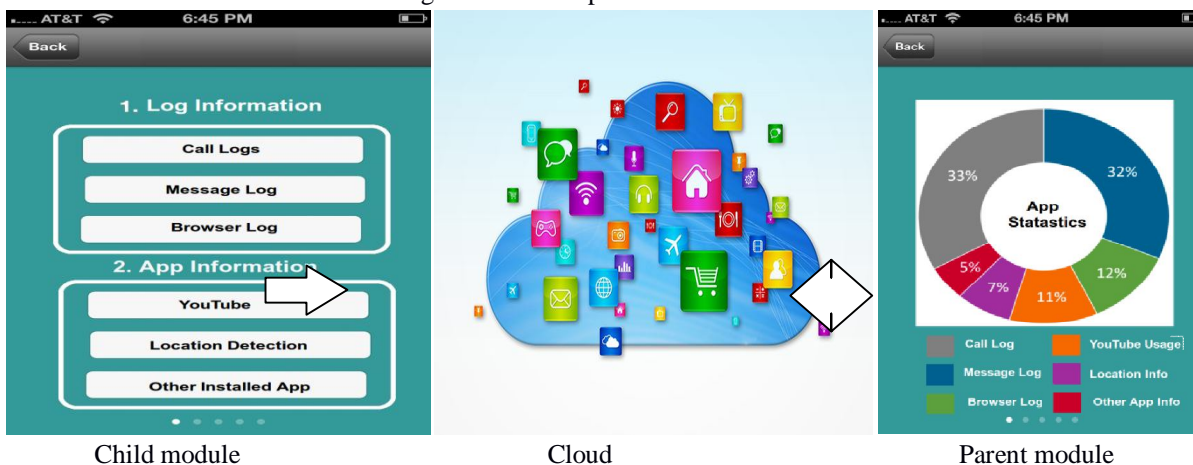 AT&T 6:45 PM
Back
1. Log Information
Call Logs
Message Log
Browser Log
2. App Information
YouTube
Location Detection
Other Installed App
AT&T 6:45 PM
Back
33%
32%
App
Statastics
5%
7%
11%
12%
Call Log YouTube Usage
Message Log Location Info
Browser Log Other App Info
Child module Cloud Parent module